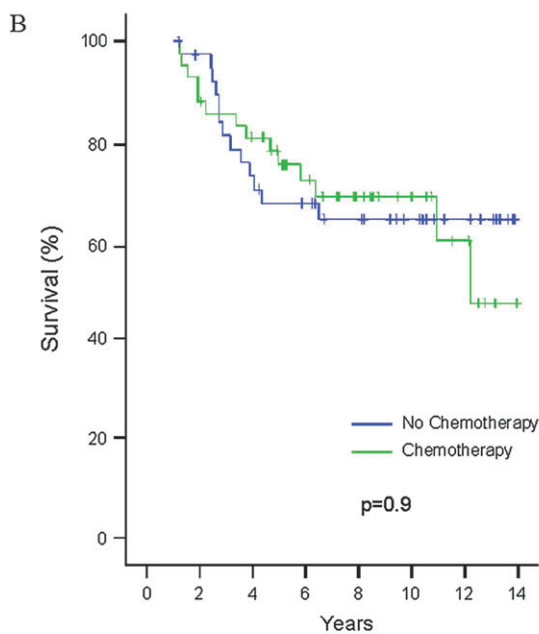 B
100
80
60
40
20
0
Survival (%)
No Chemotherapy
Chemotherapy
p=0.9
0 2 4 6 8 10 12 14
Years